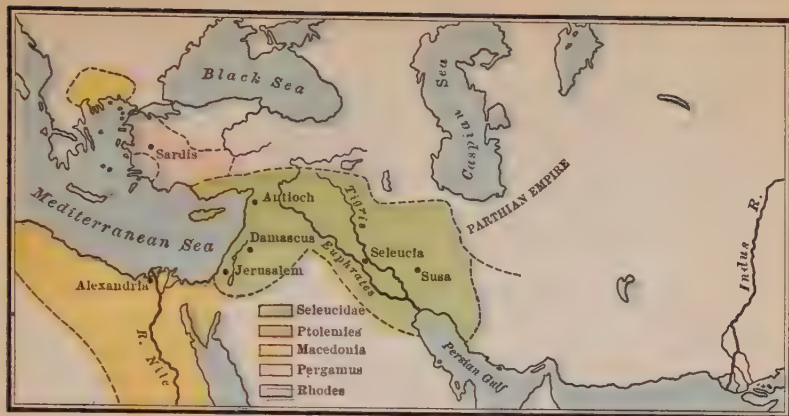 Black Sea
Caspian Sea
Sardis
Mediterranean Sea
Antioch
Tigris
PARTHIAN EMPIRE
Damascus
Seleucia
Euphrates
Jerusalem
Susa
Alexandria
Indus R.
R. Nile
Persian Gulf
Seleucidae
Ptolemies
Macedonia
Pergamus
Rhodes